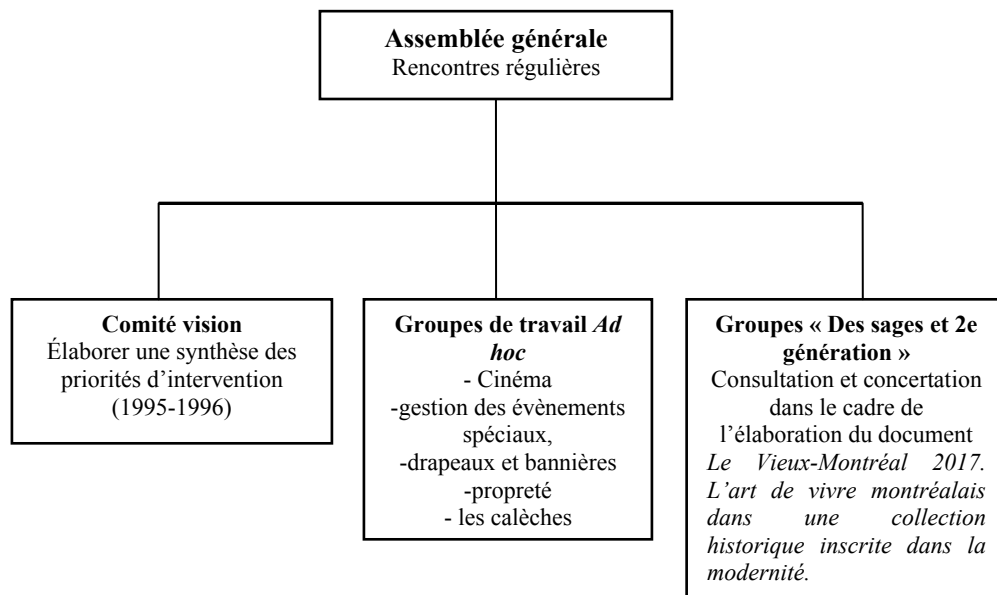 Assemblée générale
Rencontres régulières
Comité vision
Élaborer une synthèse des
priorités d’intervention
(1995-1996)
Groupes de travail Ad
hoc
- Cinéma
-gestion des évènements
spéciaux,
-drapeaux et bannières
-propreté
- les calèches
Groupes « Des sages et 2e
génération »
Consultation et concertation
dans le cadre de
l’élaboration du document
Le Vieux-Montréal 2017.
L’art de vivre montréalais
dans une collection
historique inscrite dans la
modernité.